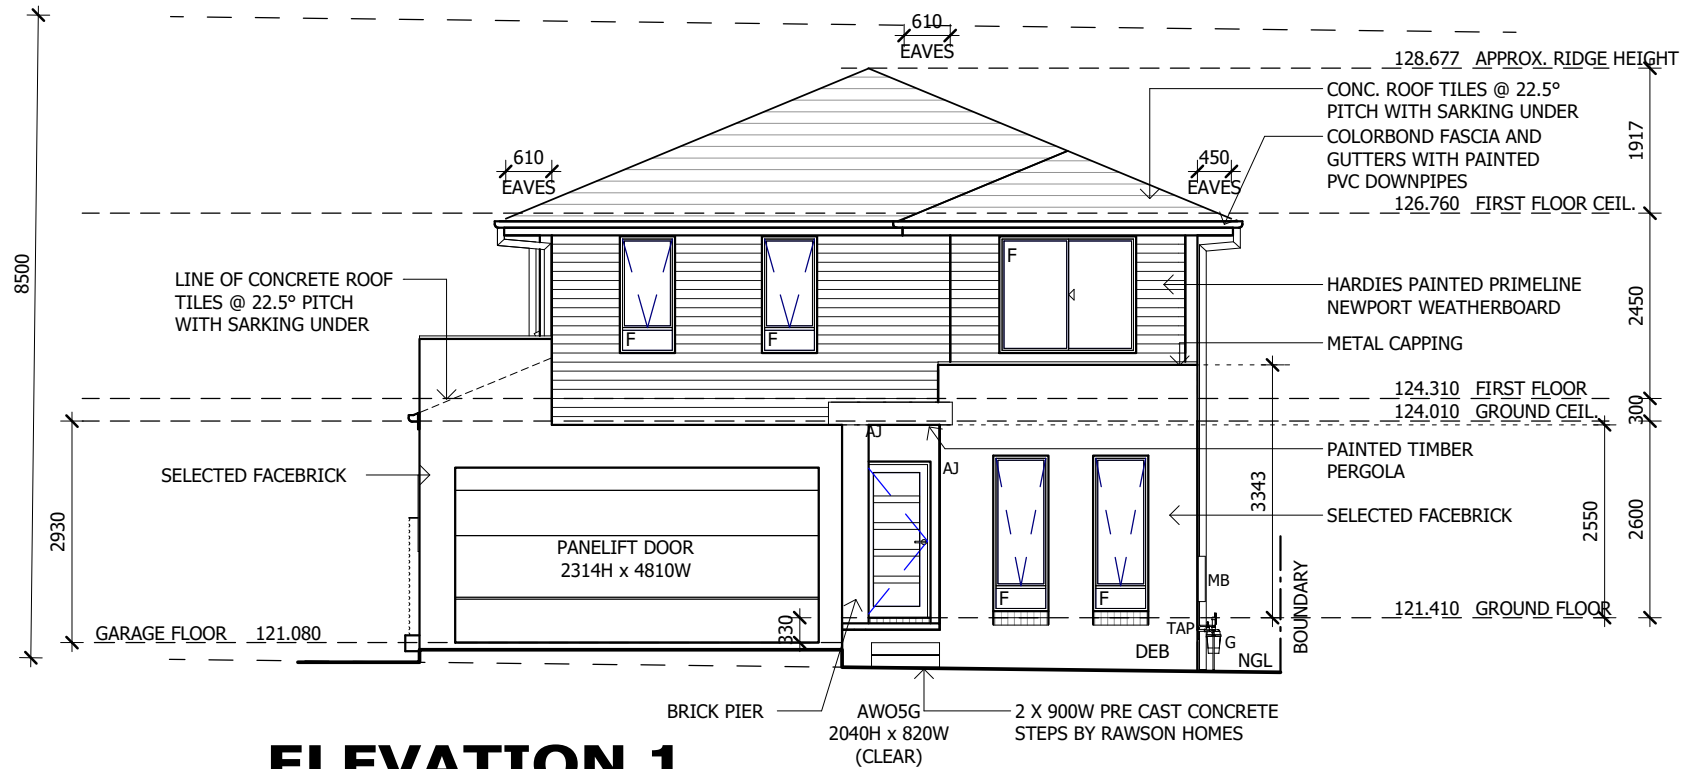 610
EAVES
128.677 APPROX. RIDGE HEIGHT
CONC. ROOF TILES @ 22.5°
PITCH WITH SARKING UNDER
COLORBOND FASCIA AND
GUTTERS WITH PAINTED
PVC DOWNPIPES
1917
610
EAVES
450
EAVES
126.760 FIRST FLOOR CEIL.
8500
LINE OF CONCRETE ROOF
TILES @ 22.5° PITCH
WITH SARKING UNDER
F
F
F
HARDIES PAINTED PRIMELINE
NEWPORT WEATHERBOARD
2450
METAL CAPPING
124.310 FIRST FLOOR
300
124.010 GROUND CEIL.
AJ
AJ
PAINTED TIMBER
PERGOLA
SELECTED FACEBRICK
3343
SELECTED FACEBRICK
2930
2550
2600
PANELIFT DOOR
2314H x 4810W
F
F
MB
BOUNDARY
121.410 GROUND FLOOR
GARAGE FLOOR 121.080
330
TAP
G
DEB
NGL
BRICK PIER
AWO5G
2040H x 820W
(CLEAR)
2 X 900W PRE CAST CONCRETE
STEPS BY RAWSON HOMES
ELEVATION 1